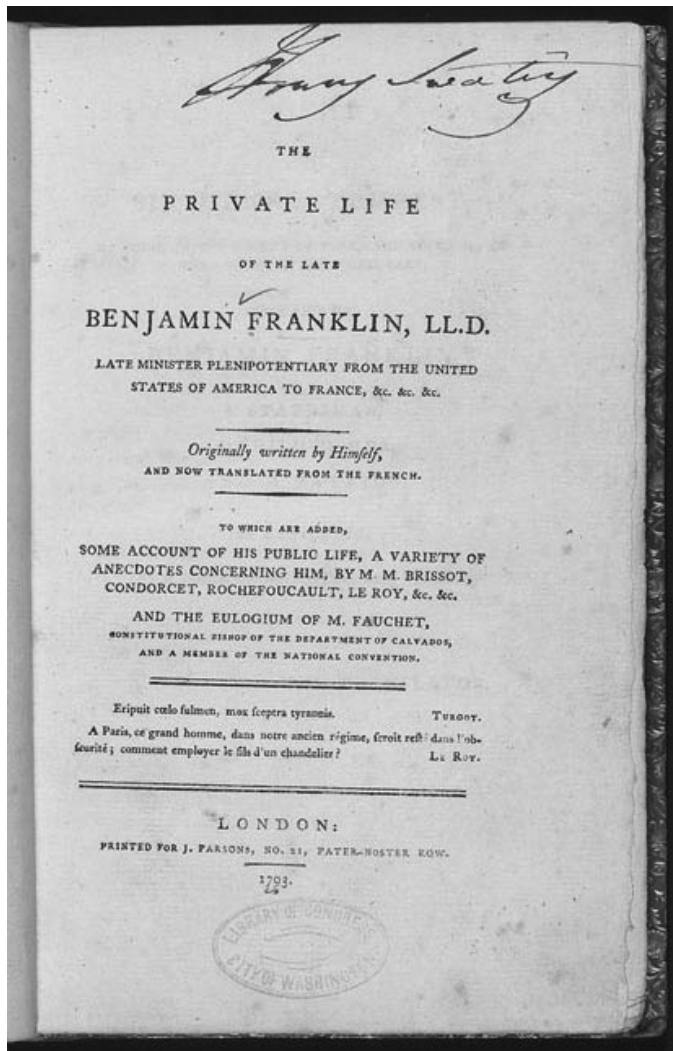 THE
PRIVATE LIFE
OF THE LATE
BENJAMIN FRANKLIN, LL.D.
LATE MINISTER PLENIPOTENTIARY FROM THE UNITED
STATES OF AMERICA TO FRANCE, &c. &c. &c.
Originally written by Himſelf,
AND NOW TRANSLATED FROM THE FRENCH.
TO WHICH ARE ADDED,
SOME ACCOUNT OF HIS PUBLIC LIFE, A VARIETY OF
ANECDOTES CONCERNING HIM, BY M. M. BRISSOT,
CONDORCET, ROCHEFOUCAULT, LE ROY, &c. &c.
AND THE EULOGIUM OF M. FAUCHET,
CONSTITUTIONAL BISHOP OF THE DEPARTMENT OF CALVADOS,
AND A MEMBER OF THE NATIONAL CONVENTION.
Eripuit cœlo fulmen, mox ſceptra tyrannis. TURGOT.
A Paris, ce grand homme, dans notre ancien régime, ſeroit reſté dans l'ob-
ſcurité; comment employer le fils d'un chandelier? LE ROY.
LONDON:
PRINTED FOR J. PARSONS, NO. 21, PATER-NOSTER ROW.
1793.
LIBRARY OF CONGRESS
CITY OF WASHINGTON